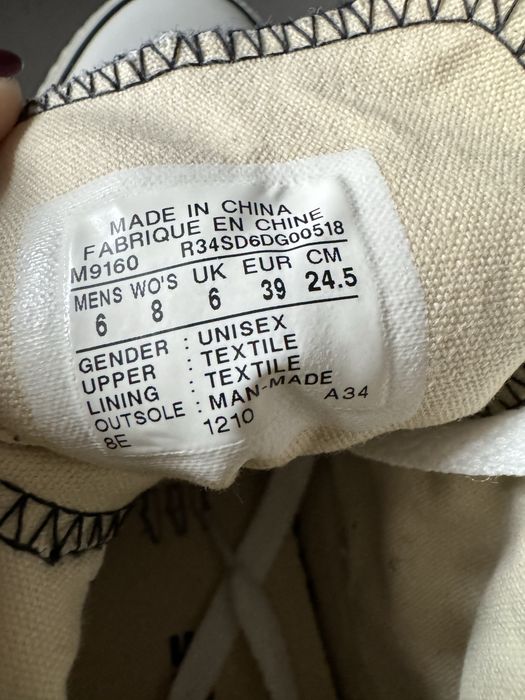 MADE IN CHINA
FABRIQUE EN CHINE
M9160 R34SD6DG00518
MENS WO'S UK EUR CM
6 8 6 39 24.5
GENDER : UNISEX
UPPER : TEXTILE
LINING : TEXTILE
OUTSOLE : MAN-MADE
8E 1210 A34